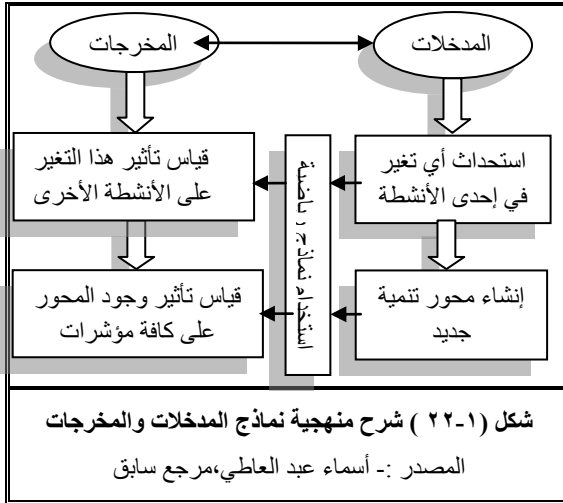 المدخلات
المخرجات
استحداث أي تغير
في إحدى الأنشطة
استخدام نماذج رياضية
قياس تأثير هذا التغير
على الأنشطة الأخرى
إنشاء محور تنمية
جديد
قياس تأثير وجود المحور
على كافة مؤشرات
شكل (١-٢٢ ) شرح منهجية نماذج المدخلات والمخرجات
المصدر :- أسماء عبد العاطي،مرجع سابق